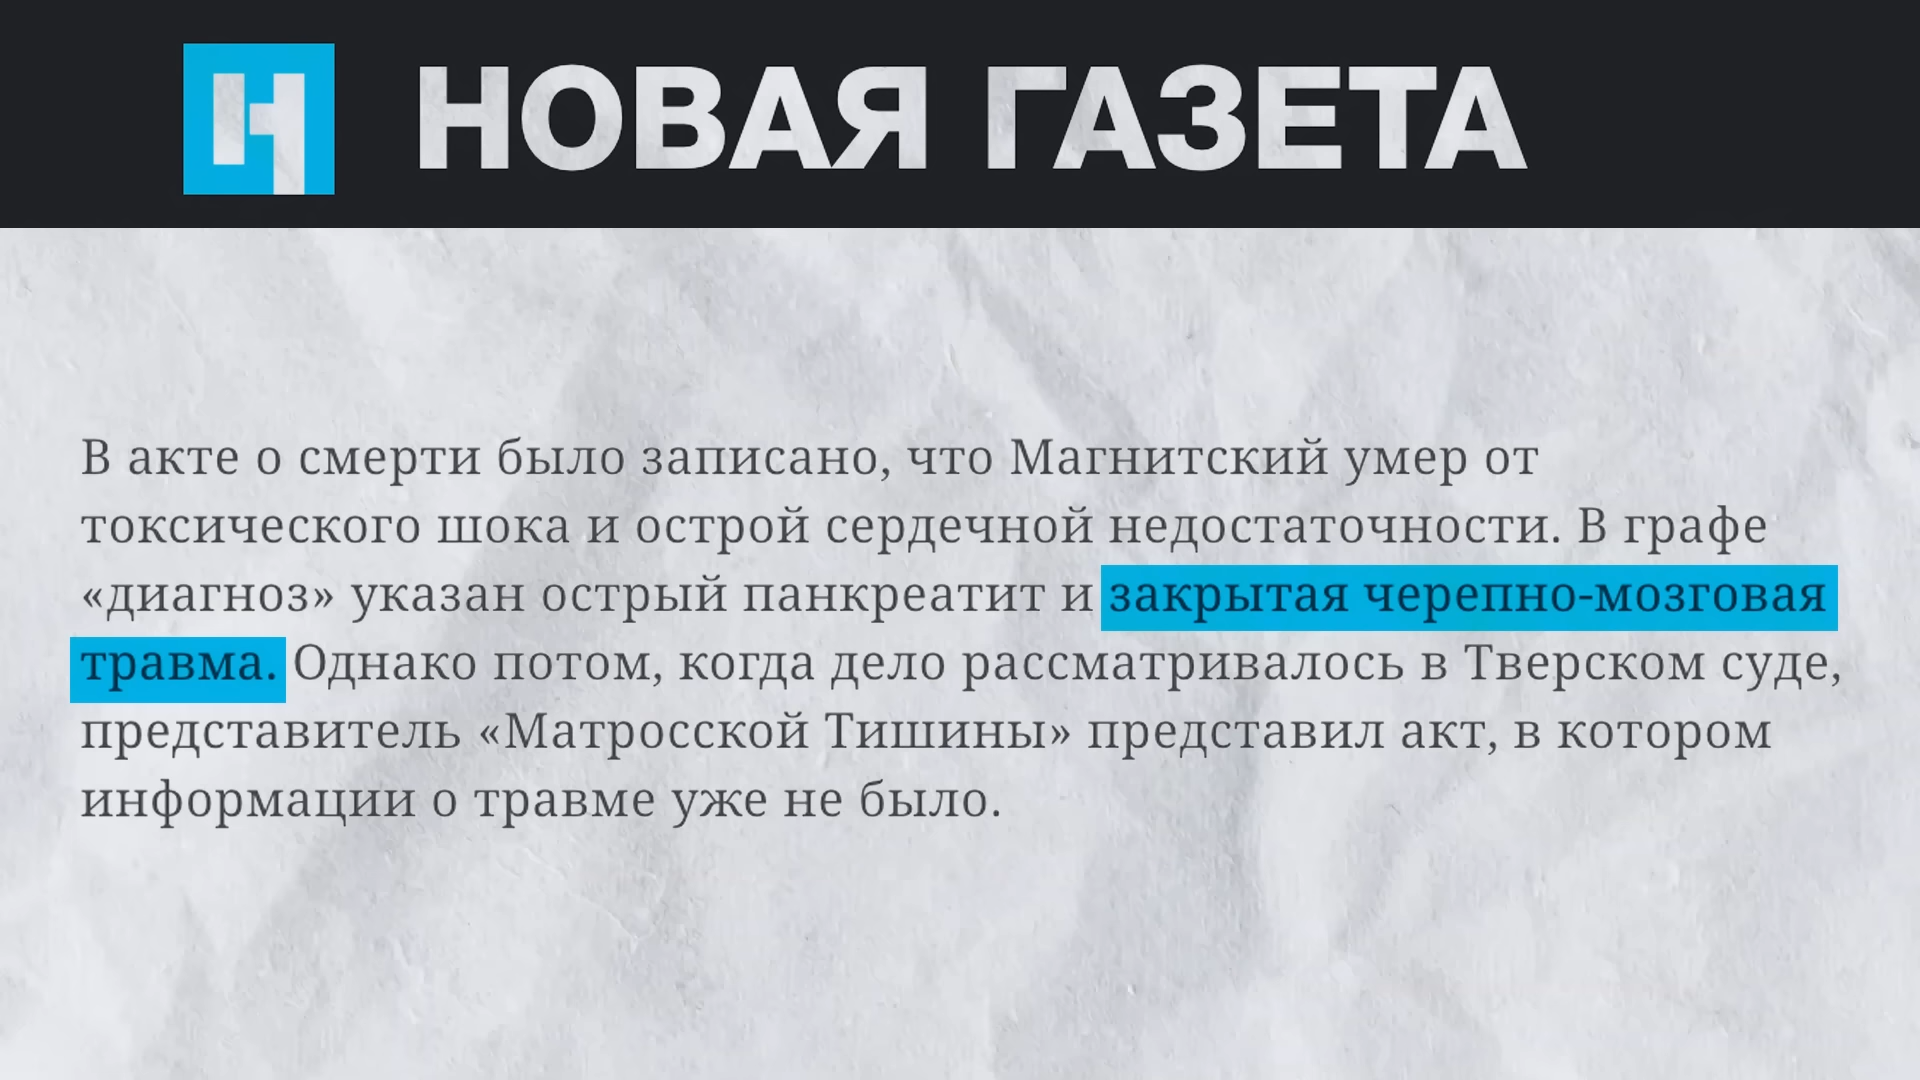 НОВАЯ ГАЗЕТА
В акте о смерти было записано, что Магнитский умер от
токсического шока и острой сердечной недостаточности. В графе
«диагноз» указан острый панкреатит и закрытая черепно-мозговая
травма. Однако потом, когда дело рассматривалось в Тверском суде,
представитель «Матросской Тишины» представил акт, в котором
информации о травме уже не было.